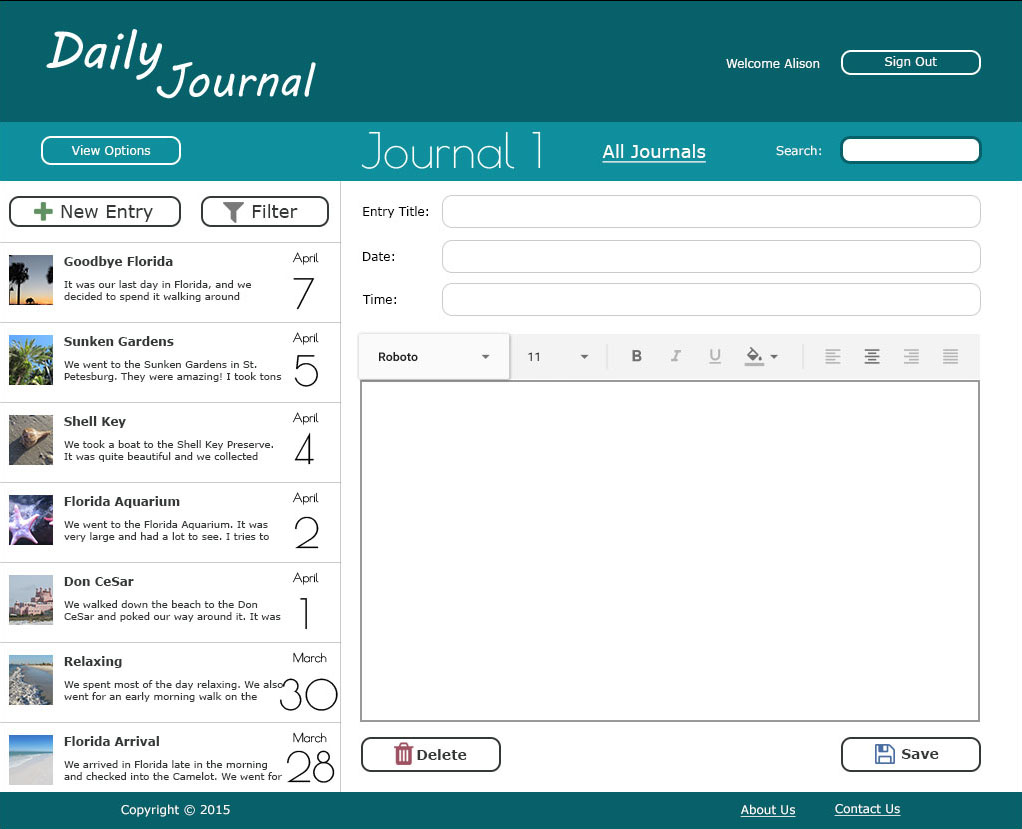 Daily
Journal
Welcome Alison
Sign Out
View Options
Journal 1
All Journals
Search:
New Entry
Filter
Goodbye Florida
April
It was our last day in Florida, and we
decided to spend it walking around
7
Sunken Gardens
April
We went to the Sunken Gardens in St.
Petesburg. They were amazing! I took tons
5
Shell Key
April
We took a boat to the Shell Key Preserve.
It was quite beautiful and we collected
4
Florida Aquarium
April
We went to the Florida Aquarium. It was
very large and had a lot to see. I tries to
2
Don CeSar
April
We walked down the beach to the Don
CeSar and poked our way around it. It was
1
Relaxing
March
We spent most of the day relaxing. We also
went for an early morning walk on the
30
Florida Arrival
March
We arrived in Florida late in the morning
and checked into the Camelot. We went for
28
Entry Title:
Date:
Time:
Roboto
11
B
I
U
Delete
Save
Copyright © 2015
About Us
Contact Us